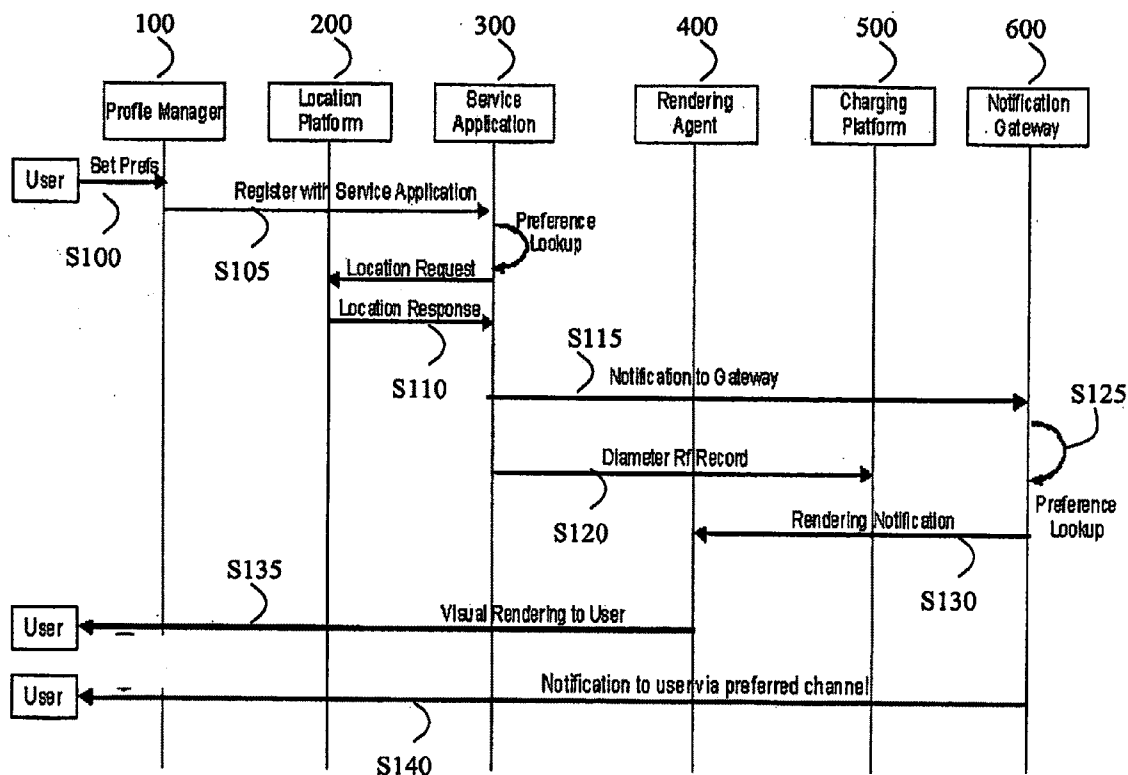 100
200
300
400
500
600
Profile Manager
Location
Platform
Service
Application
Rendering
Agent
Charging
Platform
Notification
Gateway
User
Set Prefs
S100
Register with Service Application
S105
Preference
Lookup
Location Request
Location Response
S110
S115
Notification to Gateway
S125
Diameter Rf Record
S120
Preference
Lookup
Rendering Notification
S130
S135
User
Visual Rendering to User
User
Notification to user via preferred channel
S140